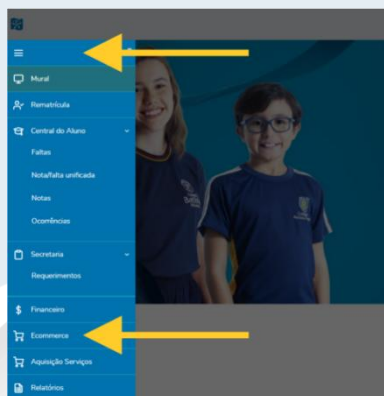 Mural
Rematrícula
Central do Aluno
Faltas
Nota/falta unificada
Notas
Ocorrências
Secretaria
Requerimentos
Financeiro
Ecommerce
Aquisição Serviços
Relatórios